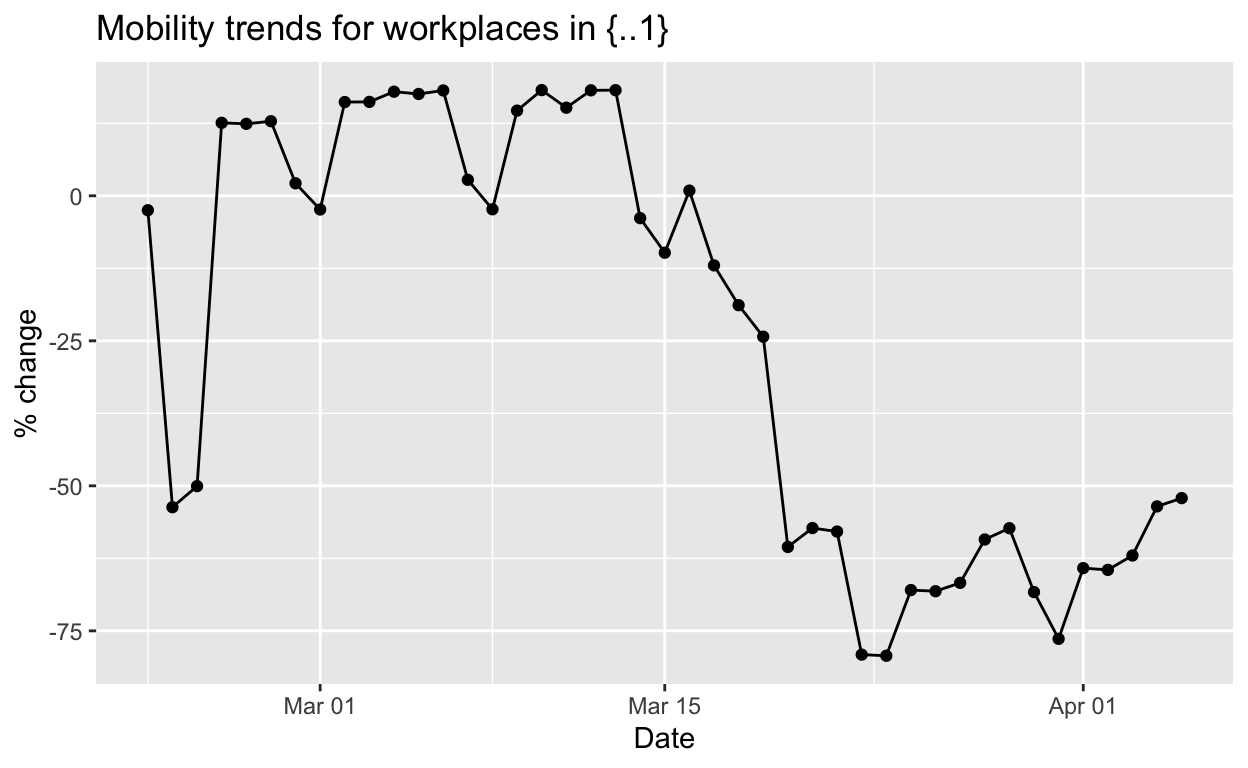 Mobility trends for workplaces in {..1}
% change
0
-25
-50
-75
Mar 01
Mar 15
Apr 01
Date